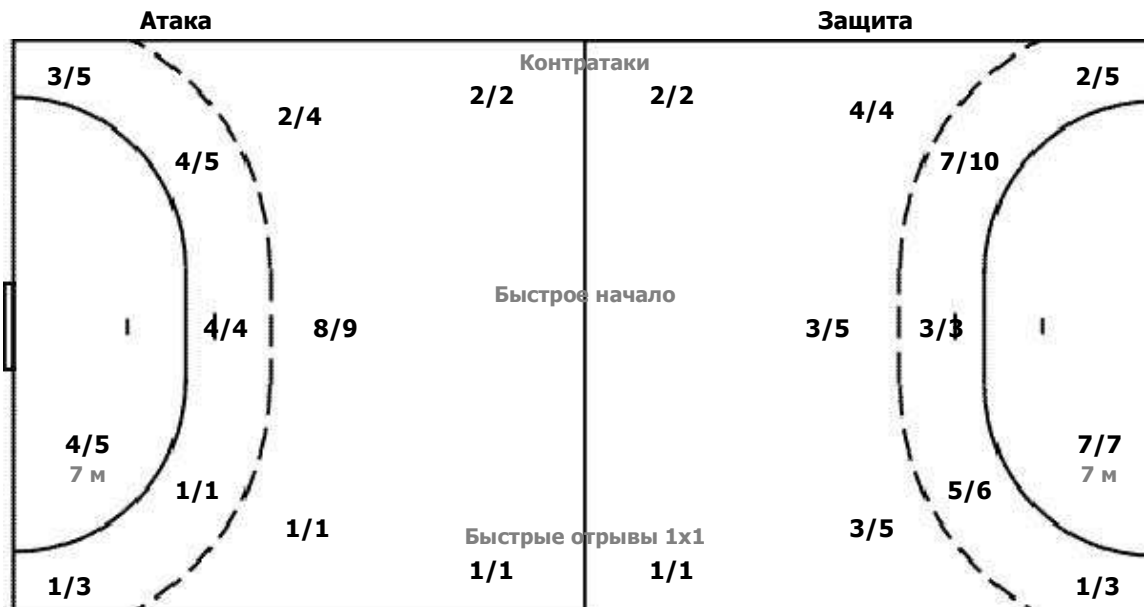 Атака Защита
Контратаки
3/5 2/5
2/4 2/2 2/2 4/4
4/5 7/10
Быстрое начало
4/4 8/9 3/5 3/3
4/5 7/7
7 м 7 м
1/1 5/6
1/1 Быстрые отрывы 1x1 3/5
1/3 1/1 1/1 1/3